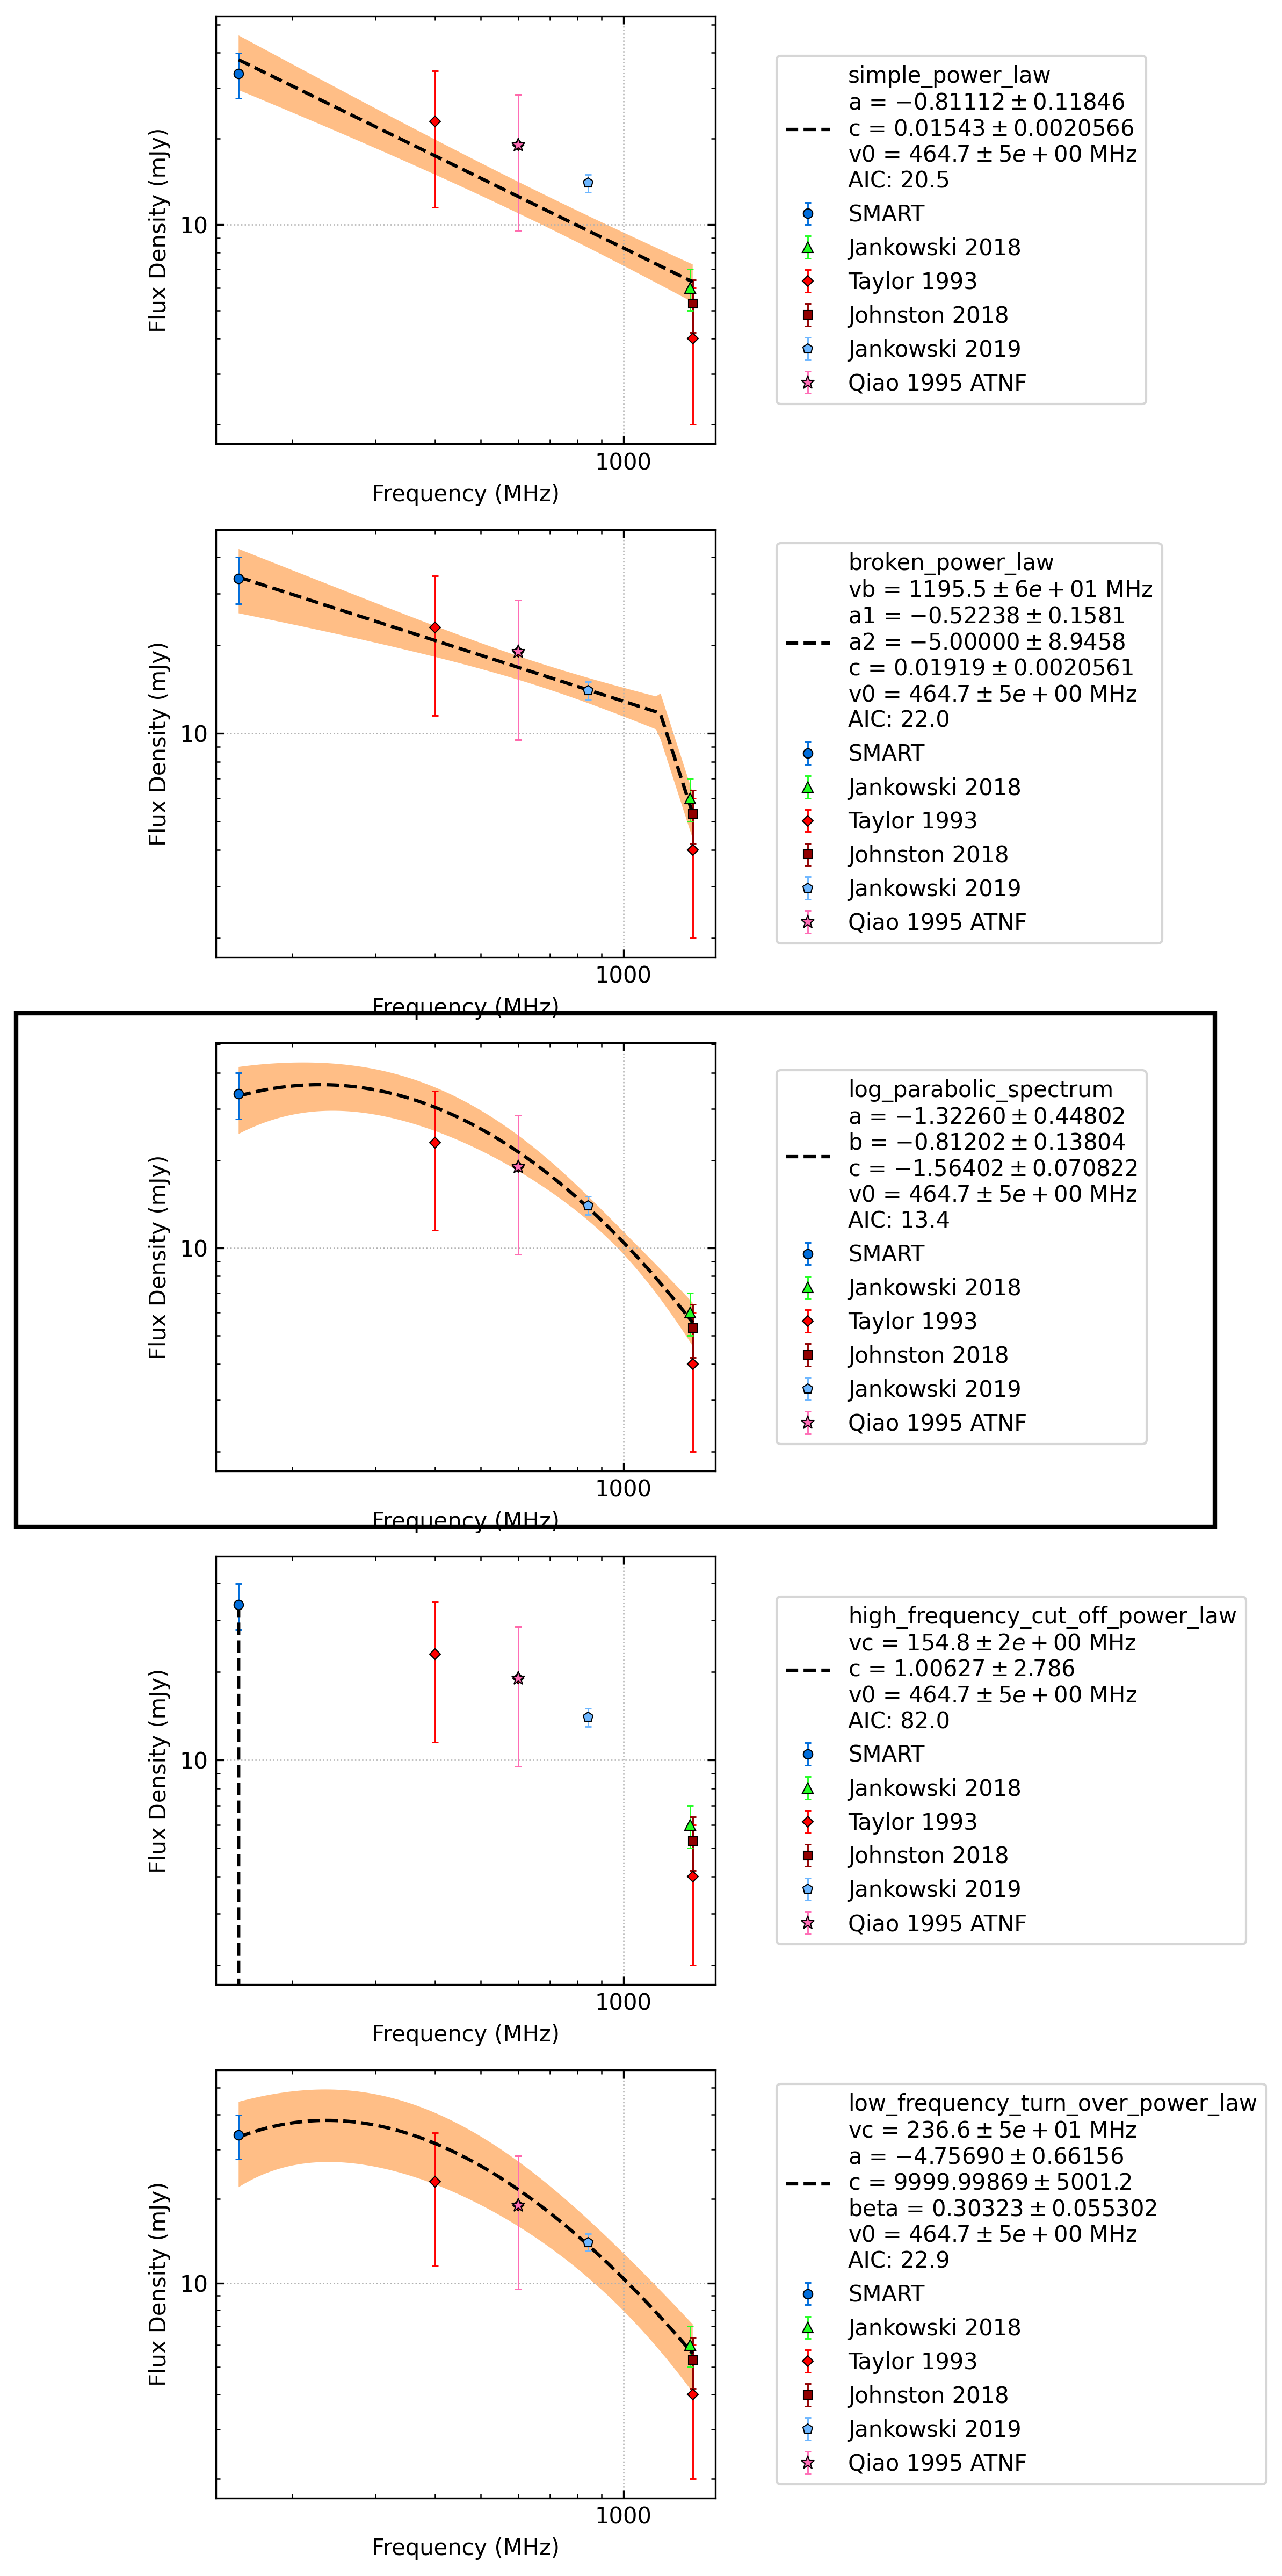 simple_power_law
a = −0.81112 ± 0.11846
c = 0.01543 ± 0.0020566
v0 = 464.7 ± 5e + 00 MHz
AIC: 20.5
SMART
Jankowski 2018
Taylor 1993
Johnston 2018
Jankowski 2019
Qiao 1995 ATNF
Flux Density (mJy)
10
1000
Frequency (MHz)
broken_power_law
vb = 1195.5 ± 6e + 01 MHz
a1 = −0.52238 ± 0.1581
a2 = −5.00000 ± 8.9458
c = 0.01919 ± 0.0020561
v0 = 464.7 ± 5e + 00 MHz
AIC: 22.0
SMART
Jankowski 2018
Taylor 1993
Johnston 2018
Jankowski 2019
Qiao 1995 ATNF
Flux Density (mJy)
10
1000
Frequency (MHz)
log_parabolic_spectrum
a = −1.32260 ± 0.44802
b = −0.81202 ± 0.13804
c = −1.56402 ± 0.070822
v0 = 464.7 ± 5e + 00 MHz
AIC: 13.4
SMART
Jankowski 2018
Taylor 1993
Johnston 2018
Jankowski 2019
Qiao 1995 ATNF
Flux Density (mJy)
10
1000
Frequency (MHz)
high_frequency_cut_off_power_law
vc = 154.8 ± 2e + 00 MHz
c = 1.00627 ± 2.786
v0 = 464.7 ± 5e + 00 MHz
AIC: 82.0
SMART
Jankowski 2018
Taylor 1993
Johnston 2018
Jankowski 2019
Qiao 1995 ATNF
Flux Density (mJy)
10
1000
Frequency (MHz)
low_frequency_turn_over_power_law
vc = 236.6 ± 5e + 01 MHz
a = −4.75690 ± 0.66156
c = 9999.99869 ± 5001.2
beta = 0.30323 ± 0.055302
v0 = 464.7 ± 5e + 00 MHz
AIC: 22.9
SMART
Jankowski 2018
Taylor 1993
Johnston 2018
Jankowski 2019
Qiao 1995 ATNF
Flux Density (mJy)
10
1000
Frequency (MHz)